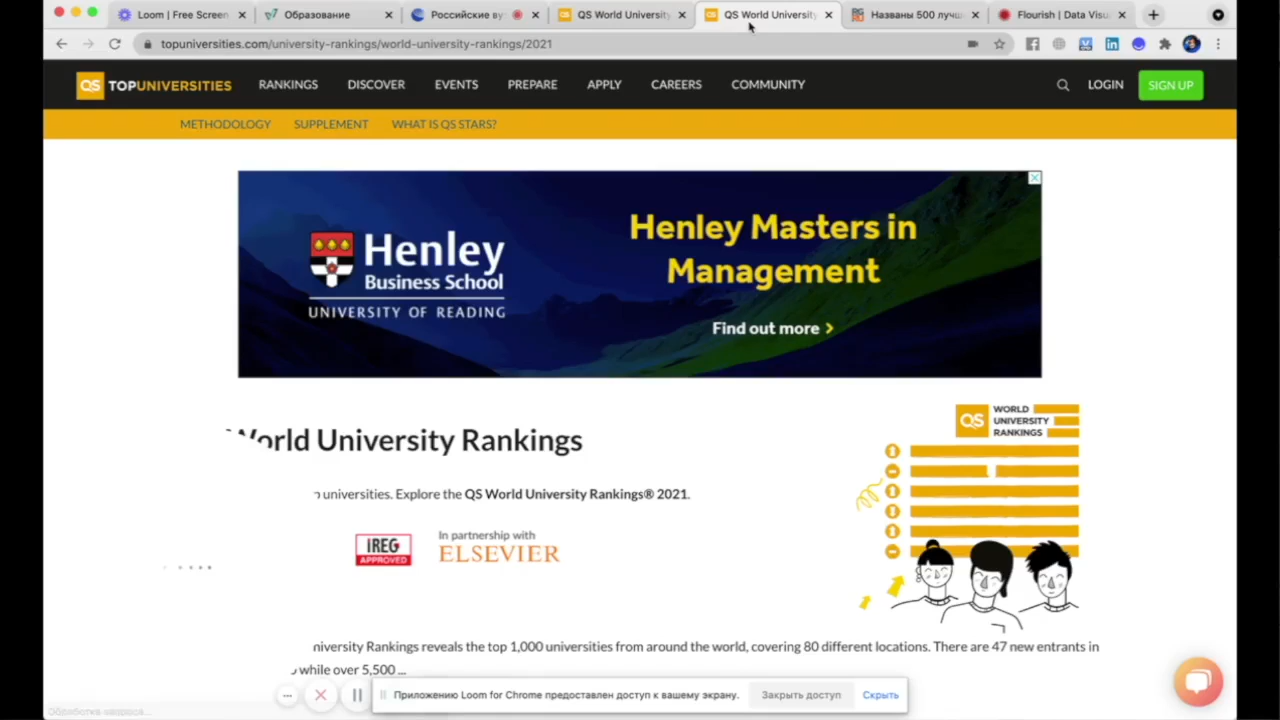 Loom | Free Screen
Образование
Российские ву
QS World University
QS World University
Названы 500 лучш
Flourish | Data Visu
topuniversities.com/university-rankings/world-university-rankings/2021
QS TOPUNIVERSITIES
RANKINGS
DISCOVER
EVENTS
PREPARE
APPLY
CAREERS
COMMUNITY
LOGIN
SIGN UP
METHODOLOGY
SUPPLEMENT
WHAT IS QS STARS?
Henley
Business School
UNIVERSITY OF READING
Henley Masters in
Management
Find out more
QS WORLD
UNIVERSITY
RANKINGS
World University Rankings
universities. Explore the QS World University Rankings® 2021.
IREG
APPROVED
In partnership with
ELSEVIER
niversity Rankings reveals the top 1,000 universities from around the world, covering 80 different locations. There are 47 new entrants in
while over 5,500 ...
Приложению Loom for Chrome предоставлен доступ к вашему экрану.
Закрыть доступ
Скрыть